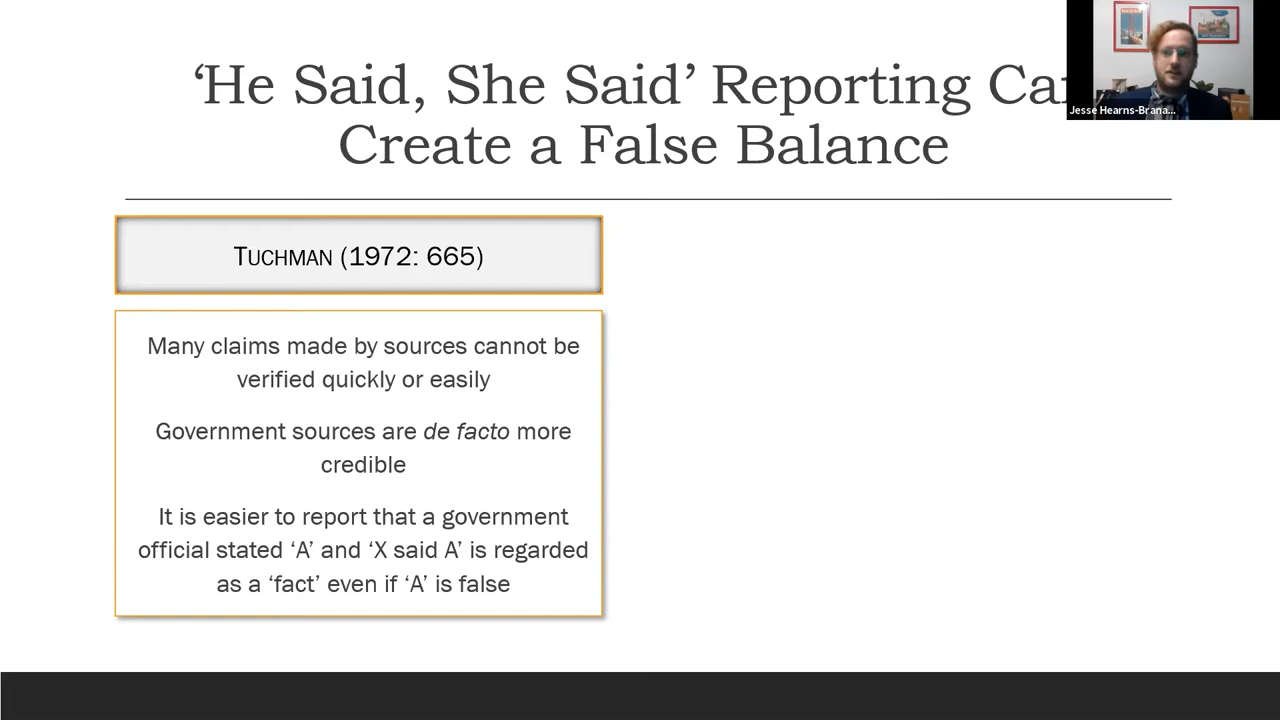 ‘He Said, She Said’ Reporting Can
Create a False Balance
Jesse Hearns-Brana...
TUCHMAN (1972: 665)
Many claims made by sources cannot be
verified quickly or easily
Government sources are de facto more
credible
It is easier to report that a government
official stated ‘A’ and ‘X said A’ is regarded
as a ‘fact’ even if ‘A’ is false